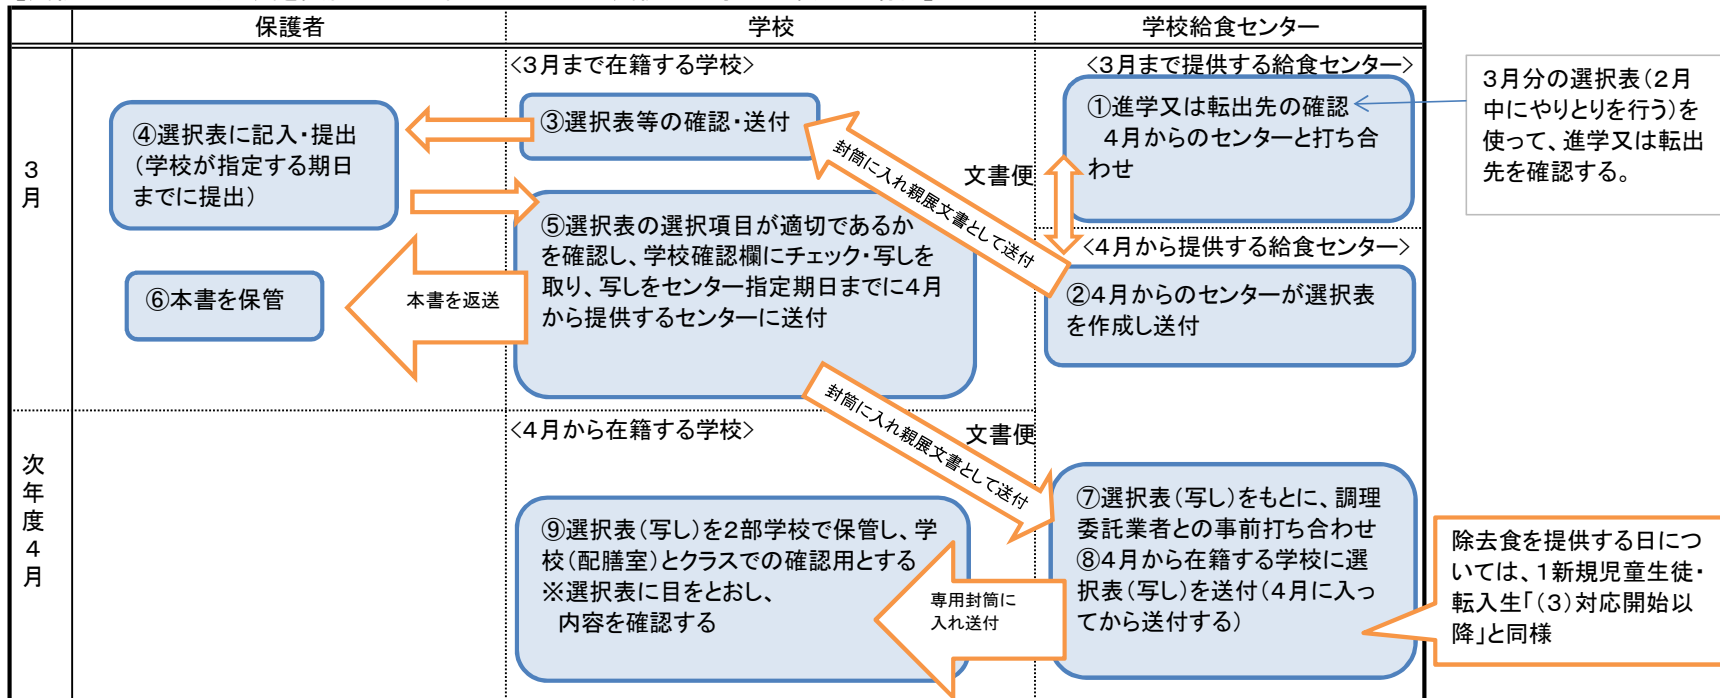 保護者
学校
学校給食センター
3
月
<3月まで在籍する学校>
<3月まで提供する給食センター>
①進学又は転出先の確認
4月からのセンターと打ち合
わせ
3月分の選択表(2月
中にやりとりを行う)を
使って、進学又は転出
先を確認する。
③選択表等の確認・送付
④選択表に記入・提出
(学校が指定する期日
までに提出)
封筒に入れ親展文書として送付
文書便
<4月から提供する給食センター>
②4月からのセンターが選択表
を作成し送付
⑤選択表の選択項目が適切であるか
を確認し、学校確認欄にチェック・写しを
取り、写しをセンター指定期日までに4月
から提供するセンターに送付
本書を返送
⑥本書を保管
次
年
度
4
月
<4月から在籍する学校>
封筒に入れ親展文書として送付
文書便
⑦選択表(写し)をもとに、調理
委託業者との事前打ち合わせ
⑧4月から在籍する学校に選
択表(写し)を送付(4月に入っ
てから送付する)
専用封筒に
入れ送付
⑨選択表(写し)を2部学校で保管し、学
校(配膳室)とクラスでの確認用とする
※選択表に目をとおし、
内容を確認する
除去食を提供する日につ
いては、1新規児童生徒・
転入生「(3)対応開始以
降」と同様